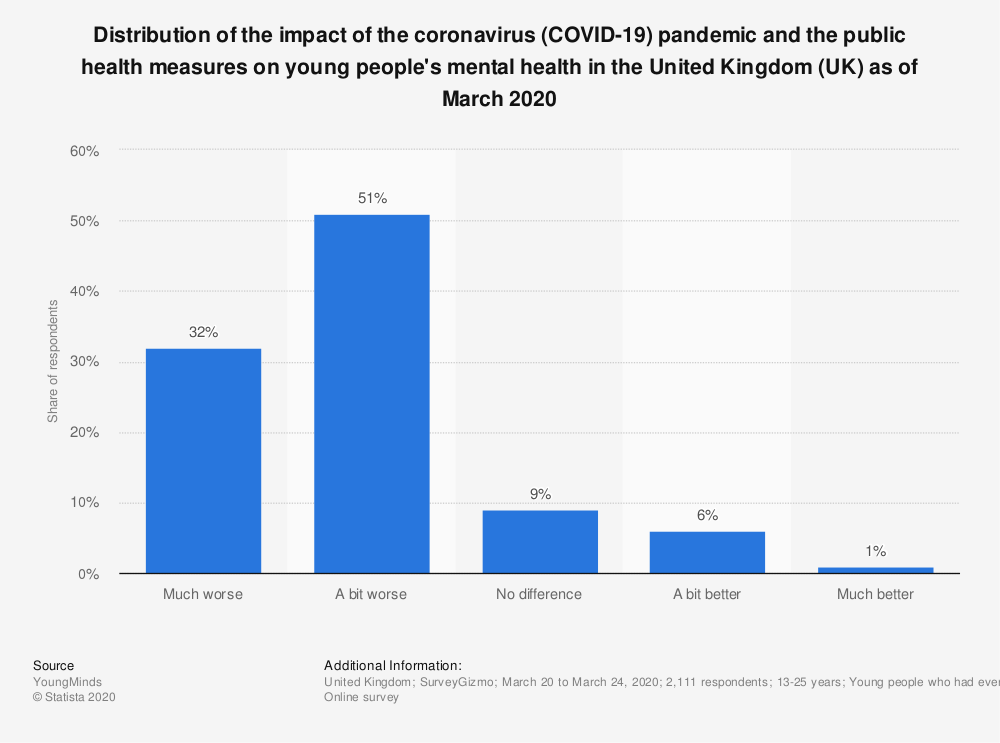 Distribution of the impact of the coronavirus (COVID-19) pandemic and the public
health measures on young people's mental health in the United Kingdom (UK) as of
March 2020
Share of respondents
60%
50%
40%
30%
20%
10%
0%
32%
51%
9%
6%
1%
Much worse
A bit worse
No difference
A bit better
Much better
Source
YoungMinds
© Statista 2020
Additional Information:
United Kingdom; SurveyGizmo; March 20 to March 24, 2020; 2,111 respondents; 13-25 years; Young people who had ever
Online survey